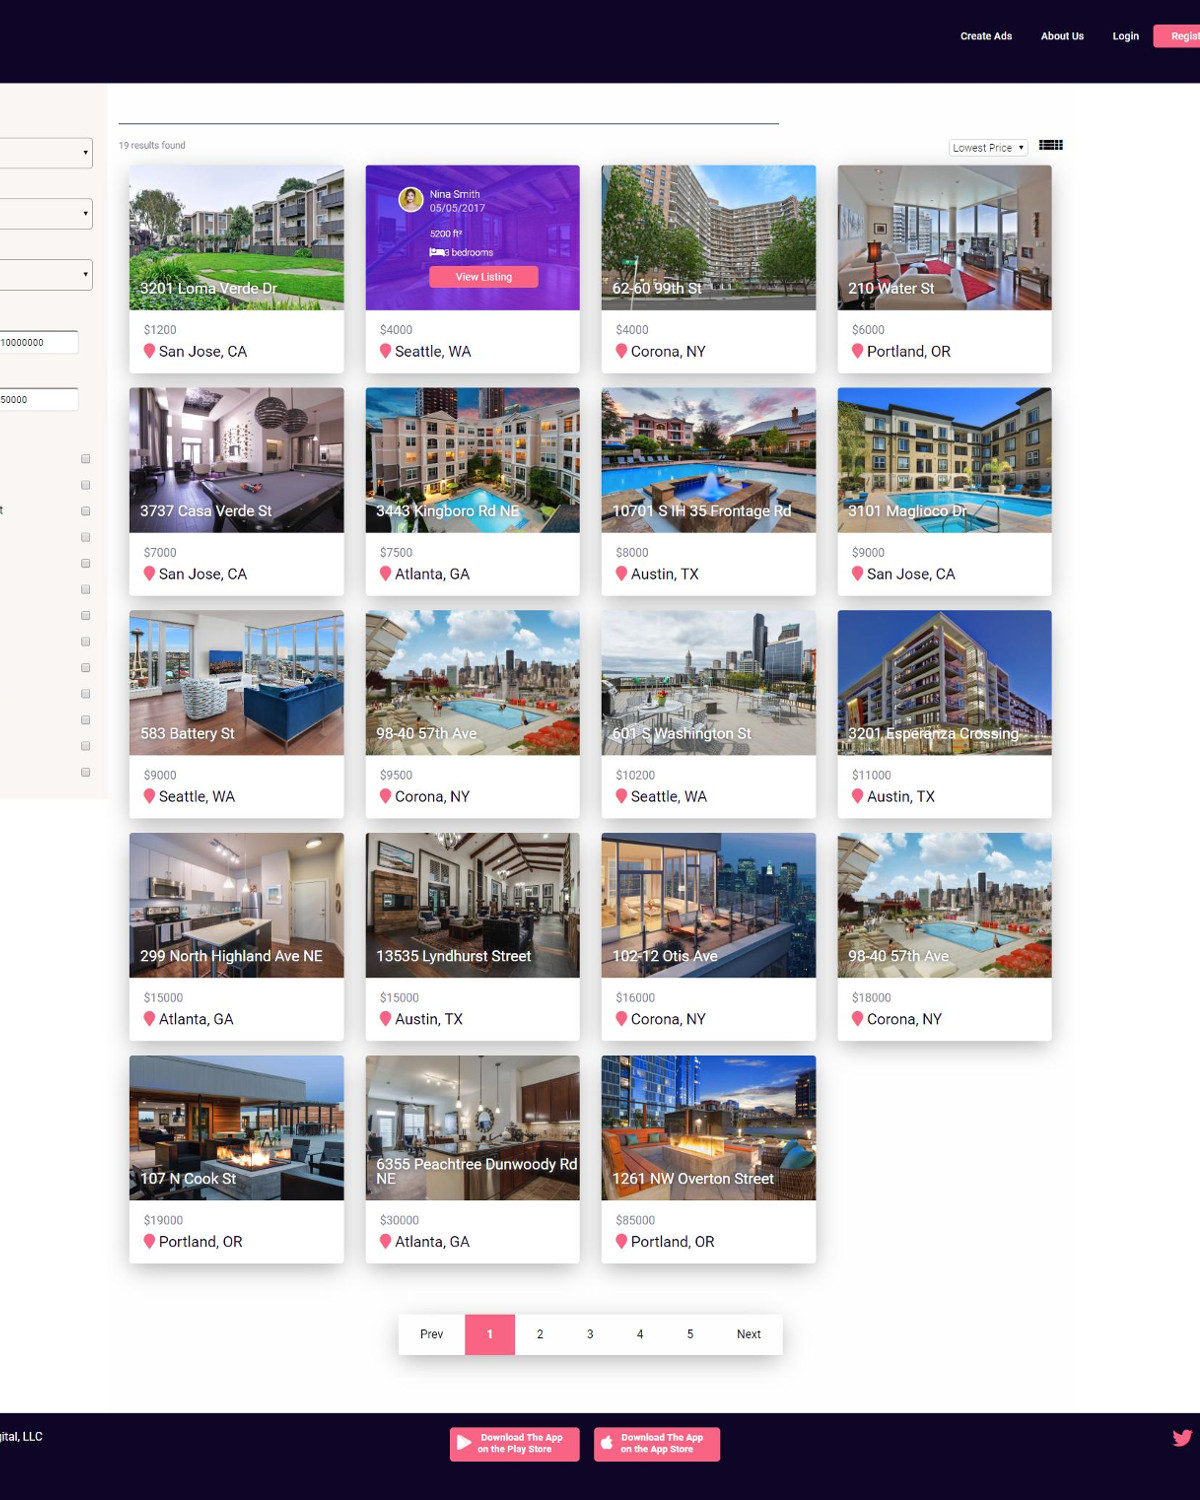 Create Ads About Us Login Regist
19 results found
Lowest Price
10000000
50000
t
3201 Loma Verde Dr
$1200
San Jose, CA
Nina Smith
05/05/2017
5200 ft²
3 bedrooms
View Listing
$4000
Seattle, WA
62-60 99th St
$4000
Corona, NY
210 Water St
$6000
Portland, OR
3737 Casa Verde St
$7000
San Jose, CA
3443 Kingboro Rd NE
$7500
Atlanta, GA
10701 S IH 35 Frontage Rd
$8000
Austin, TX
3101 Maglioco Dr
$9000
San Jose, CA
583 Battery St
$9000
Seattle, WA
98-40 57th Ave
$9500
Corona, NY
601 S Washington St
$10200
Seattle, WA
3201 Esperanza Crossing
$11000
Austin, TX
299 North Highland Ave NE
$15000
Atlanta, GA
13535 Lyndhurst Street
$15000
Austin, TX
102-12 Otis Ave
$16000
Corona, NY
98-40 57th Ave
$18000
Corona, NY
107 N Cook St
$19000
Portland, OR
6355 Peachtree Dunwoody Rd
NE
$30000
Atlanta, GA
1261 NW Overton Street
$85000
Portland, OR
Prev 1 2 3 4 5 Next
gital, LLC
Download The App
on the Play Store
Download The App
on the App Store